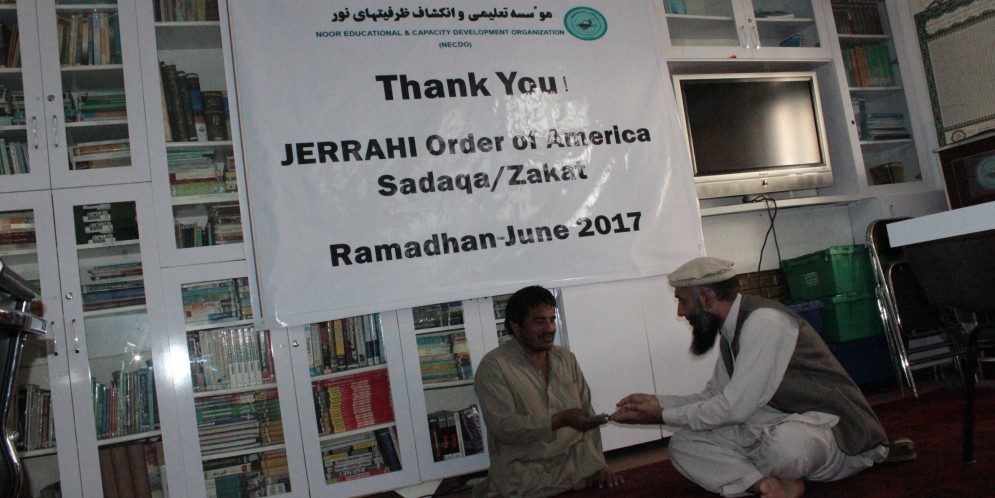 موسسه تعلیمی و انکشاف ظرفیتهای نور
NOOR EDUCATIONAL & CAPACITY DEVELOPMENT ORGANIZATION
(NECDO)
Thank You !
JERRAHI Order of America
Sadaqa/Zakat
Ramadhan-June 2017